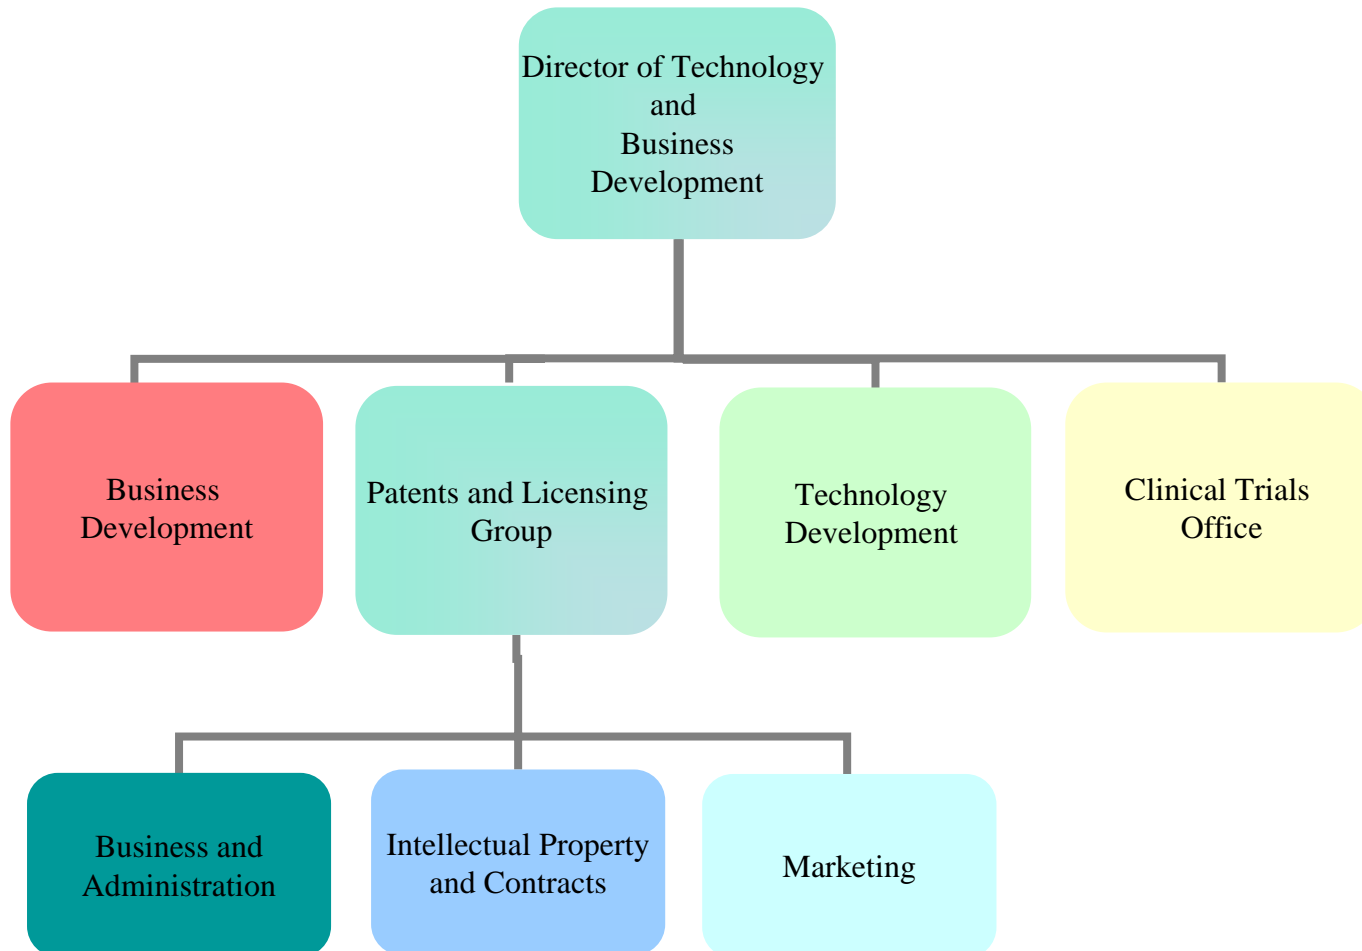 Director of Technology
and
Business
Development
Business
Development
Patents and Licensing
Group
Technology
Development
Clinical Trials
Office
Business and
Administration
Intellectual Property
and Contracts
Marketing